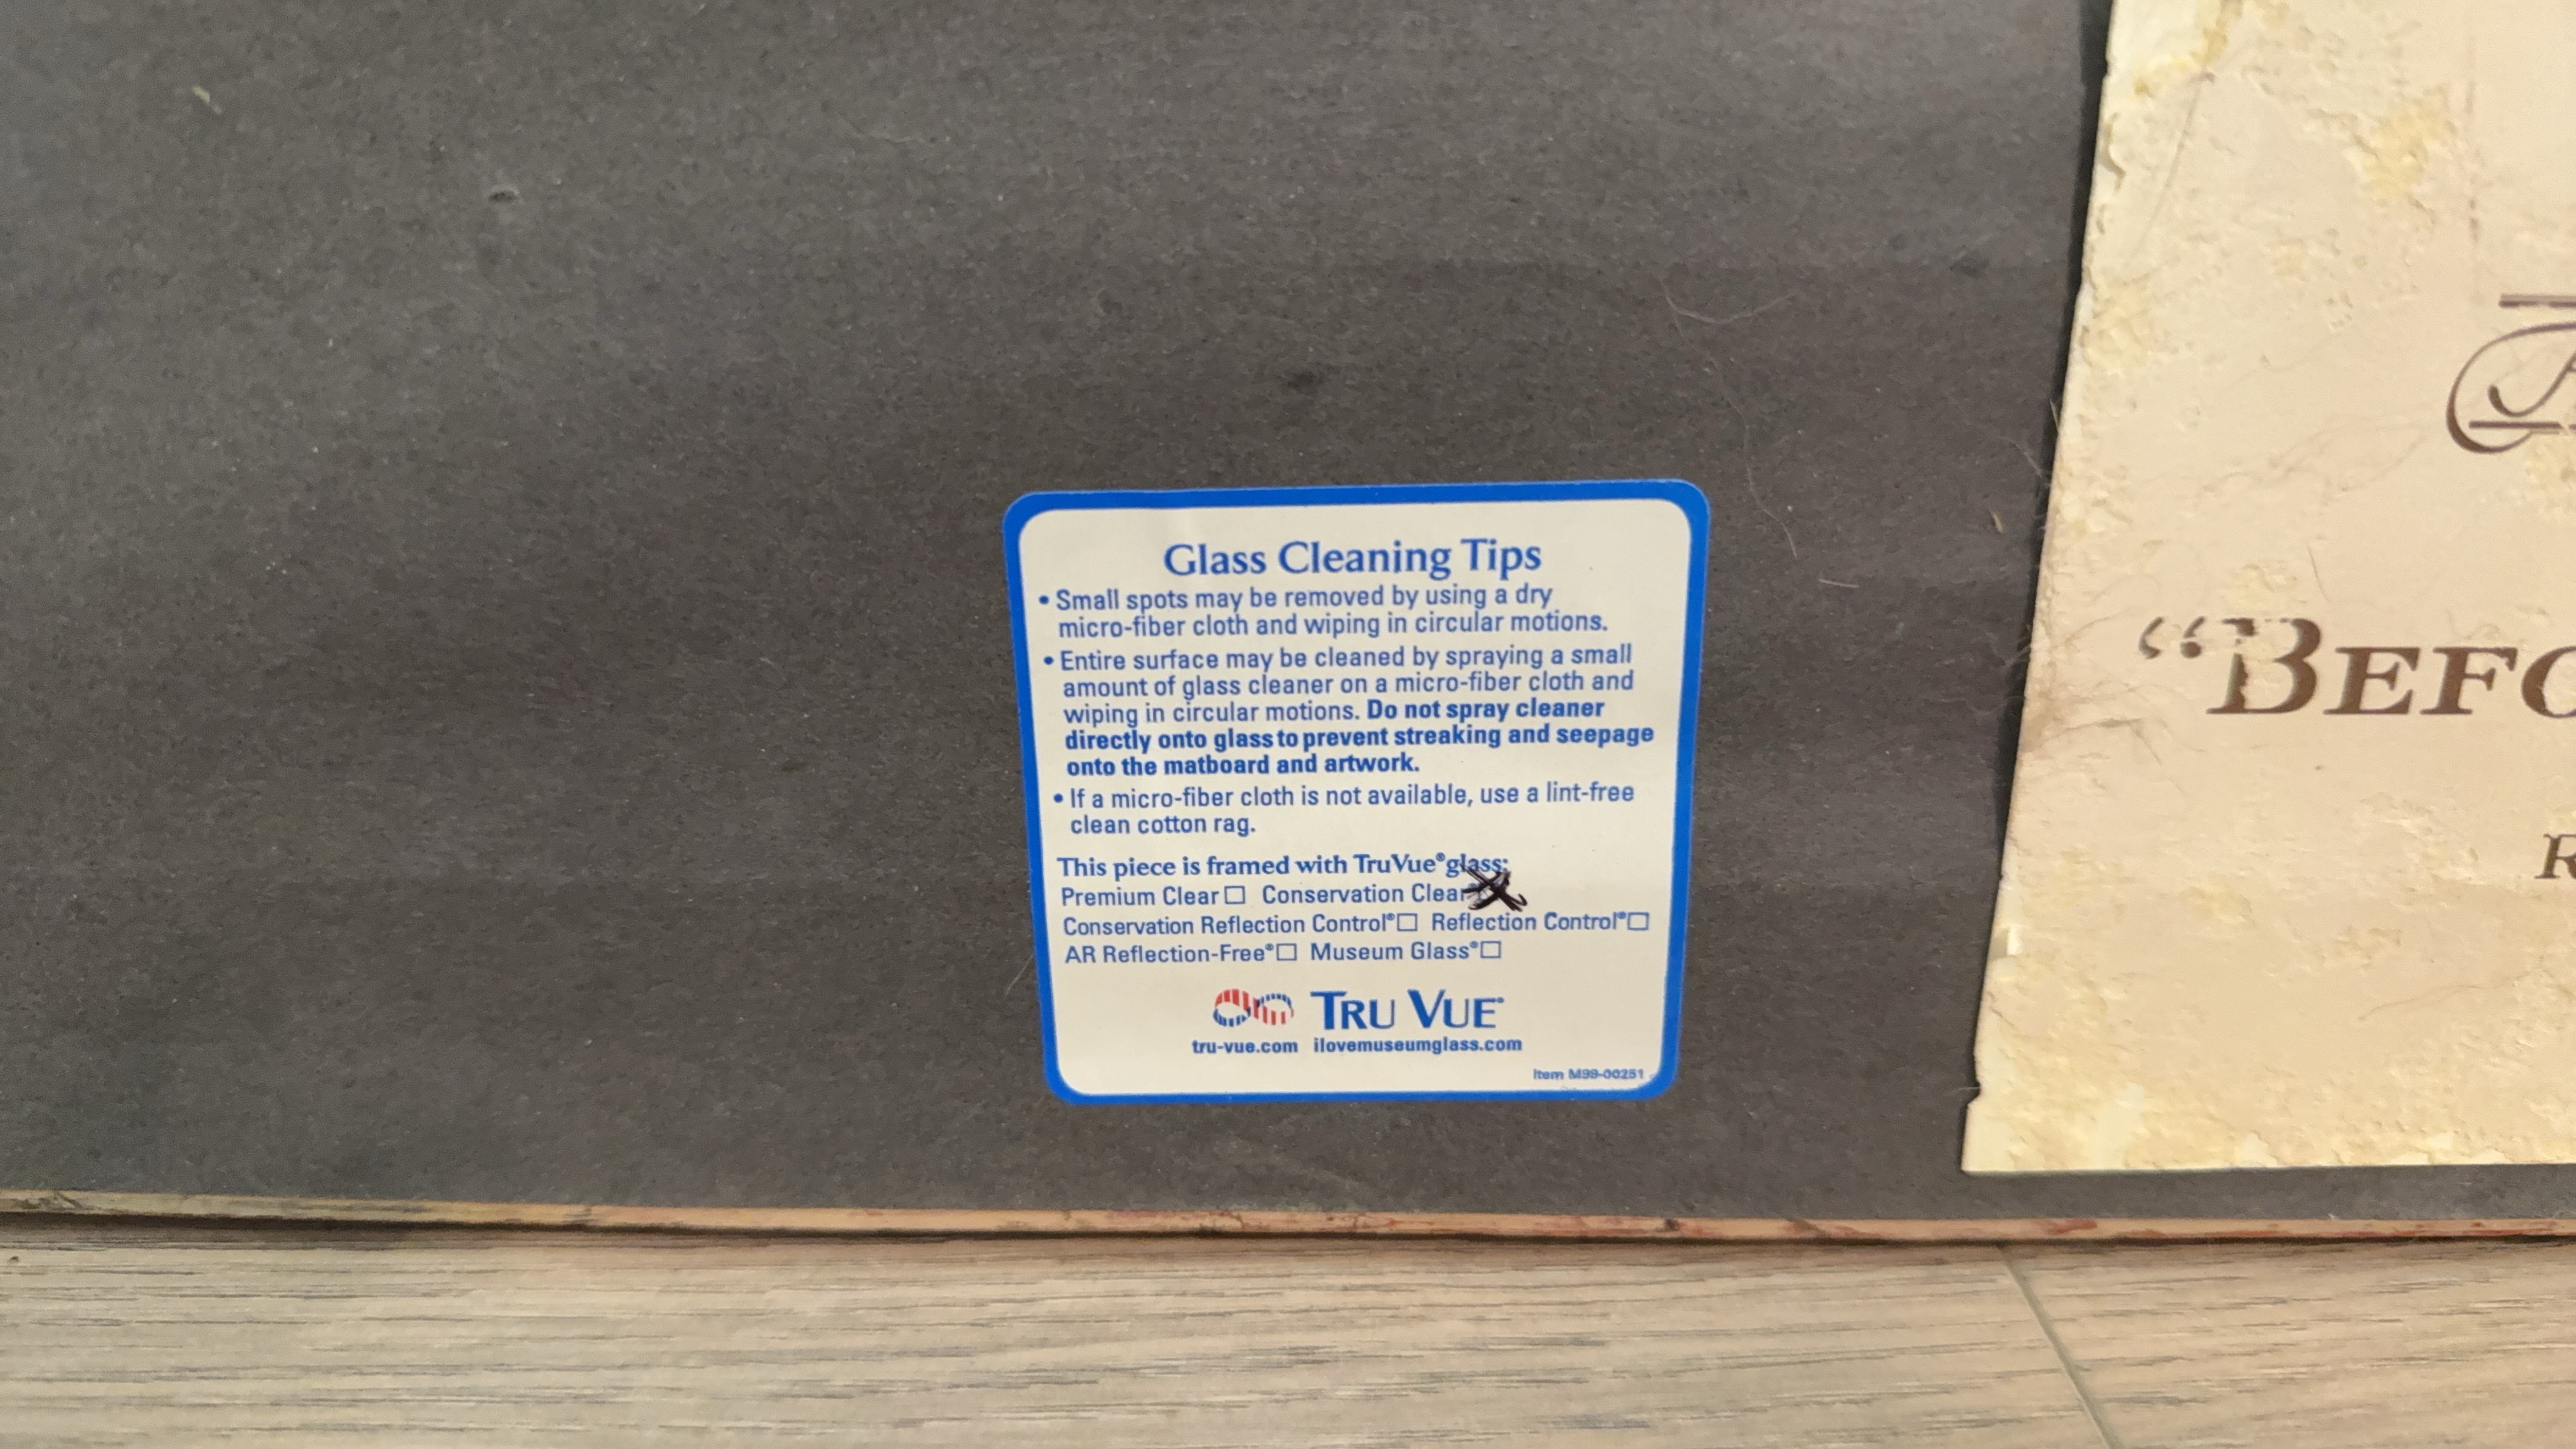 Glass Cleaning Tips
• Small spots may be removed by using a dry
micro-fiber cloth and wiping in circular motions.
• Entire surface may be cleaned by spraying a small
amount of glass cleaner on a micro-fiber cloth and
wiping in circular motions. Do not spray cleaner
directly onto glass to prevent streaking and seepage
onto the matboard and artwork.
• If a micro-fiber cloth is not available, use a lint-free
clean cotton rag.
This piece is framed with TruVue® glass:
Premium Clear☐ Conservation Clear
Conservation Reflection Control®☐ Reflection Control®☐
AR Reflection-Free®☐ Museum Glass®☐
TRU VUE®
tru-vue.com ilovemuseumglass.com
Item M99-00251
“BEFO
R